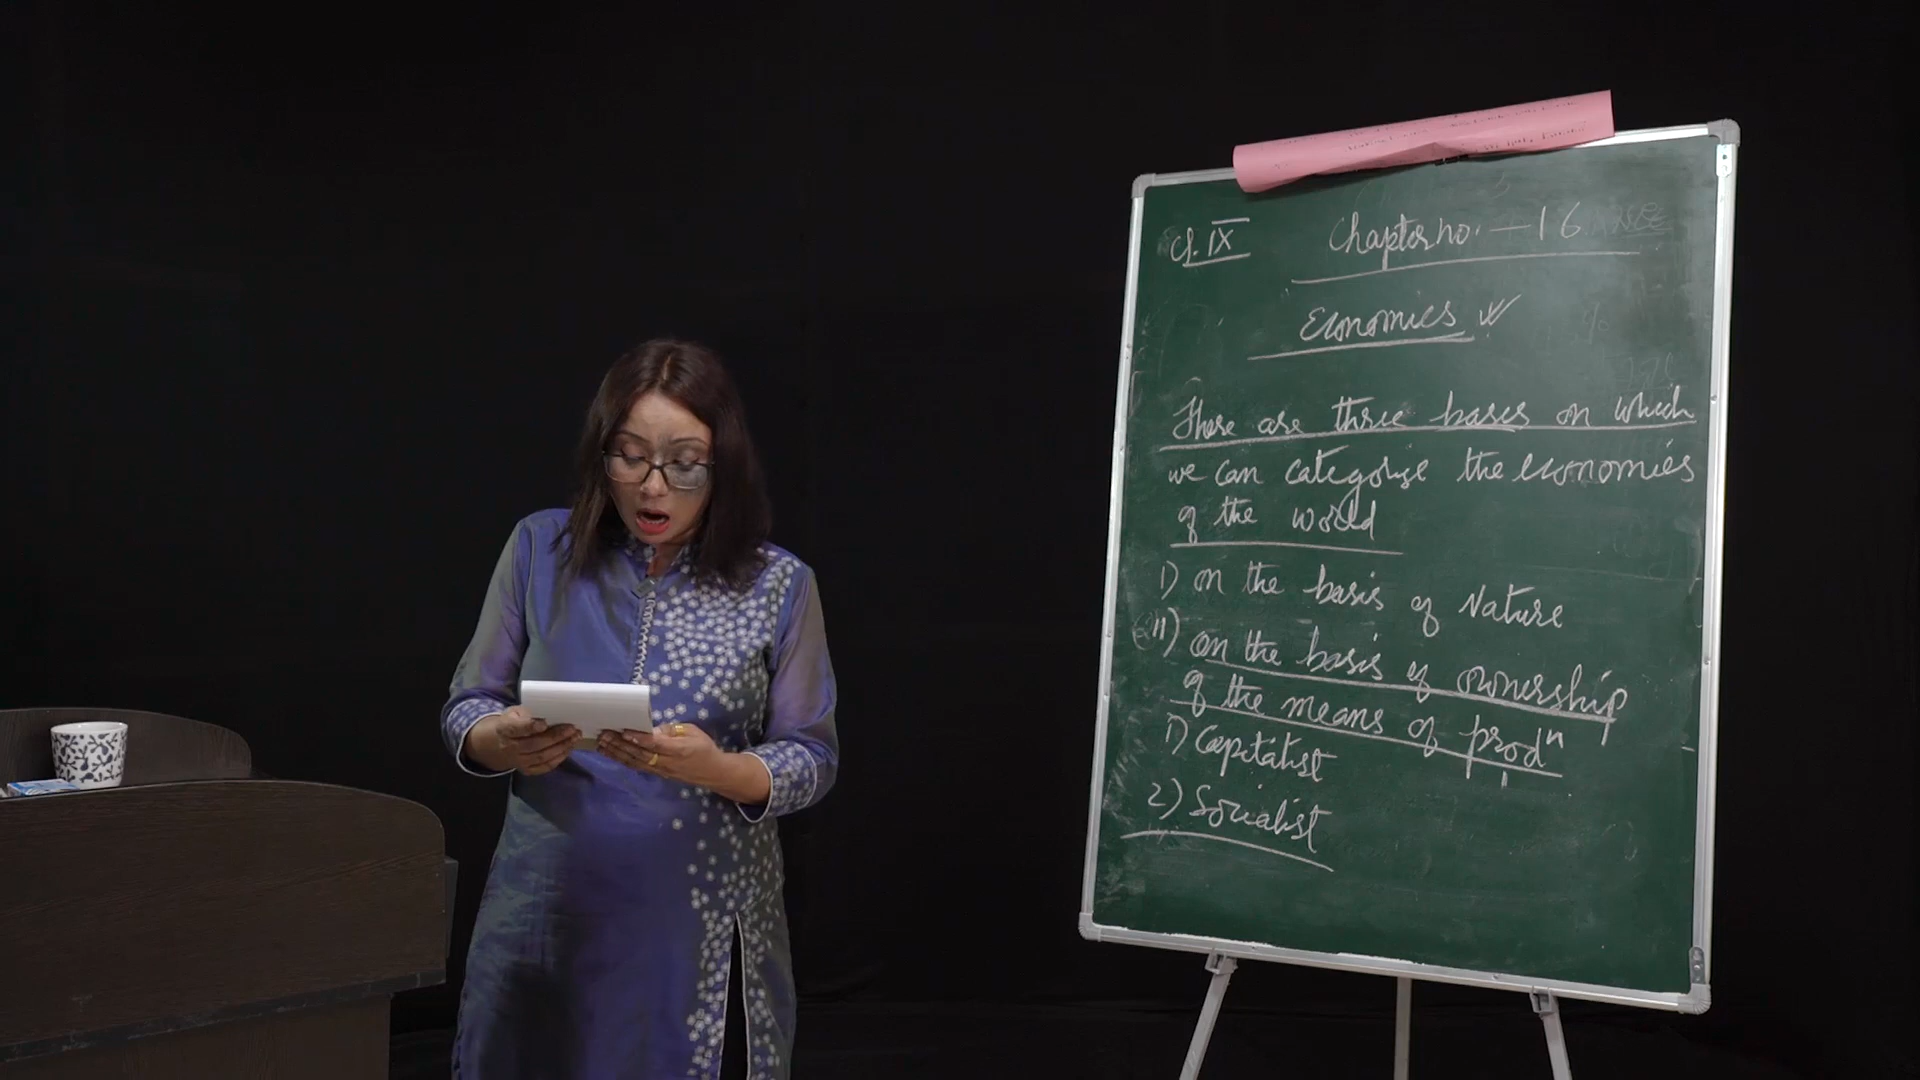 Cl. IX
Chapter no. — 16
Economics
There are three bases on which
we can categorise the economies
of the world
I) on the basis of Nature
II) on the basis of ownership
of the means of prodⁿ
1) Capitalist
2) Socialist